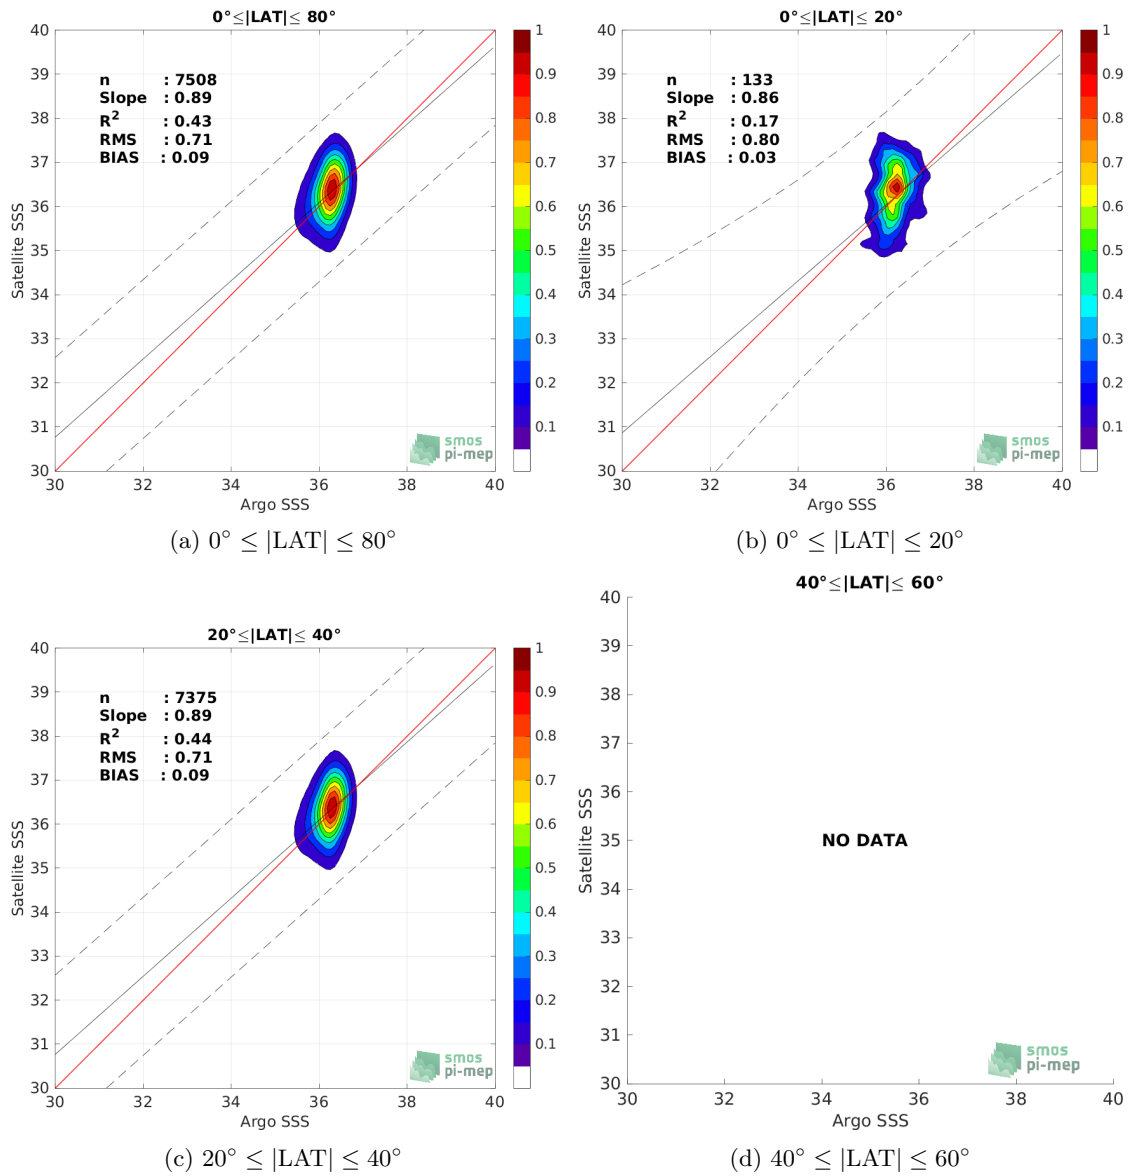 0°≤|LAT|≤ 80°
40
39
38
37
36
35
34
33
32
31
30
Satellite SSS
n : 7508
Slope : 0.89
R² : 0.43
RMS : 0.71
BIAS : 0.09
smos
pi-mep
30 32 34 36 38 40
Argo SSS
1
0.9
0.8
0.7
0.6
0.5
0.4
0.3
0.2
0.1
(a) 0° ≤ |LAT| ≤ 80°
0°≤|LAT|≤ 20°
40
39
38
37
36
35
34
33
32
31
30
Satellite SSS
n : 133
Slope : 0.86
R² : 0.17
RMS : 0.80
BIAS : 0.03
smos
pi-mep
30 32 34 36 38 40
Argo SSS
1
0.9
0.8
0.7
0.6
0.5
0.4
0.3
0.2
0.1
(b) 0° ≤ |LAT| ≤ 20°
20°≤|LAT|≤ 40°
40
39
38
37
36
35
34
33
32
31
30
Satellite SSS
n : 7375
Slope : 0.89
R² : 0.44
RMS : 0.71
BIAS : 0.09
smos
pi-mep
30 32 34 36 38 40
Argo SSS
1
0.9
0.8
0.7
0.6
0.5
0.4
0.3
0.2
0.1
(c) 20° ≤ |LAT| ≤ 40°
40°≤|LAT|≤ 60°
40
39
38
37
36
35
34
33
32
31
30
Satellite SSS
NO DATA
smos
pi-mep
30 32 34 36 38 40
Argo SSS
(d) 40° ≤ |LAT| ≤ 60°